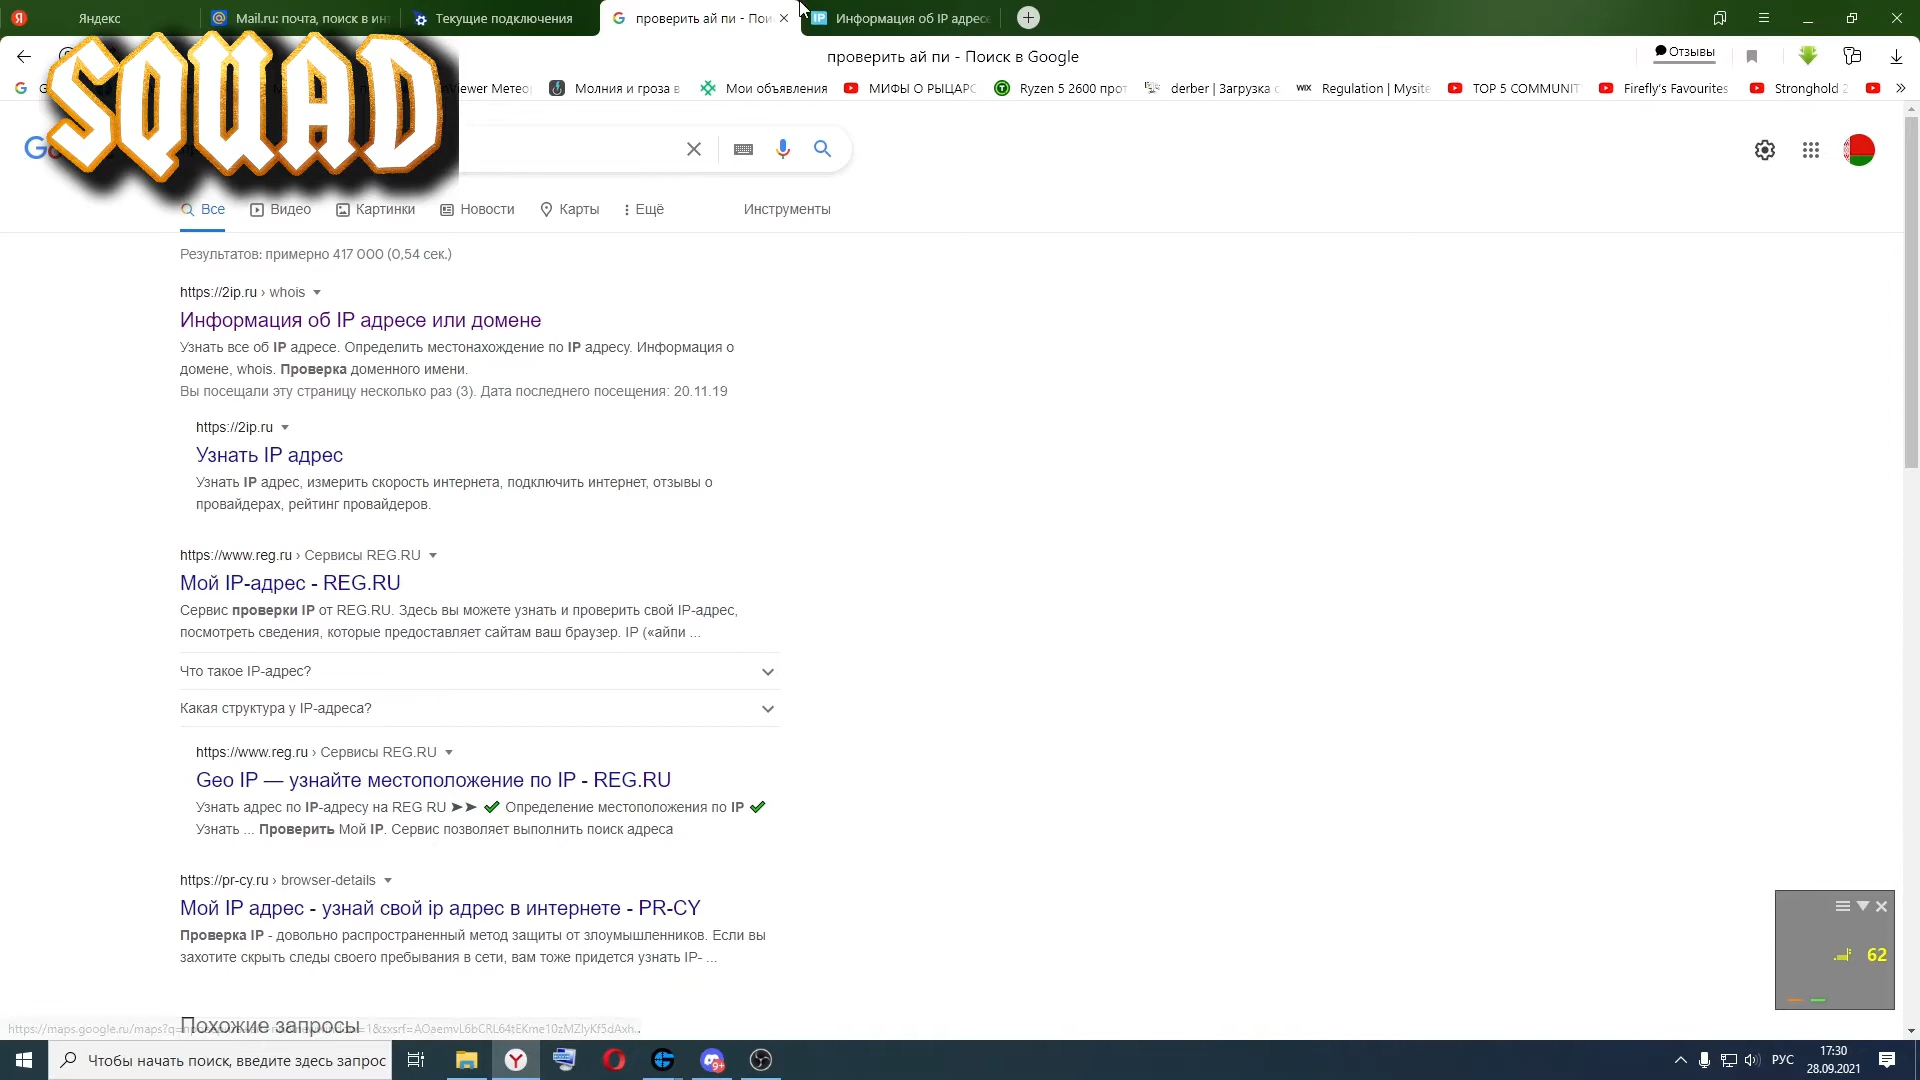 Яндекс
Mail.ru: почта, поиск в инт
Текущие подключения
проверить ай пи - Пои
IP Информация об IP адресе
проверить ай пи - Поиск в Google
Отзывы
SQUAD
Viewer Метео
Молния и гроза в
Мои объявления
МИФЫ О РЫЦАРС
Ryzen 5 2600 прот
derber | Загрузка с
WIX Regulation | Mysite
TOP 5 COMMUNIT
Firefly's Favourites
Stronghold 2
Все
Видео
Картинки
Новости
Карты
Ещё
Инструменты
Результатов: примерно 417 000 (0,54 сек.)
https://2ip.ru › whois
Информация об IP адресе или домене
Узнать все об IP адресе. Определить местонахождение по IP адресу. Информация о
домене, whois. Проверка доменного имени.
Вы посещали эту страницу несколько раз (3). Дата последнего посещения: 20.11.19
https://2ip.ru
Узнать IP адрес
Узнать IP адрес, измерить скорость интернета, подключить интернет, отзывы о
провайдерах, рейтинг провайдеров.
https://www.reg.ru › Сервисы REG.RU
Мой IP-адрес - REG.RU
Сервис проверки IP от REG.RU. Здесь вы можете узнать и проверить свой IP-адрес,
посмотреть сведения, которые предоставляет сайтам ваш браузер. IP («айпи ...
Что такое IP-адрес?
Какая структура у IP-адреса?
https://www.reg.ru › Сервисы REG.RU
Geo IP — узнайте местоположение по IP - REG.RU
Узнать адрес по IP-адресу на REG RU ➤➤ ✔ Определение местоположения по IP ✔
Узнать ... Проверить Мой IP. Сервис позволяет выполнить поиск адреса
https://pr-cy.ru › browser-details
Мой IP адрес - узнай свой ip адрес в интернете - PR-CY
Проверка IP - довольно распространенный метод защиты от злоумышленников. Если вы
захотите скрыть следы своего пребывания в сети, вам тоже придется узнать IP- ...
62
Похожие запросы
Чтобы начать поиск, введите здесь запрос
9+
РУС
17:30
28.09.2021